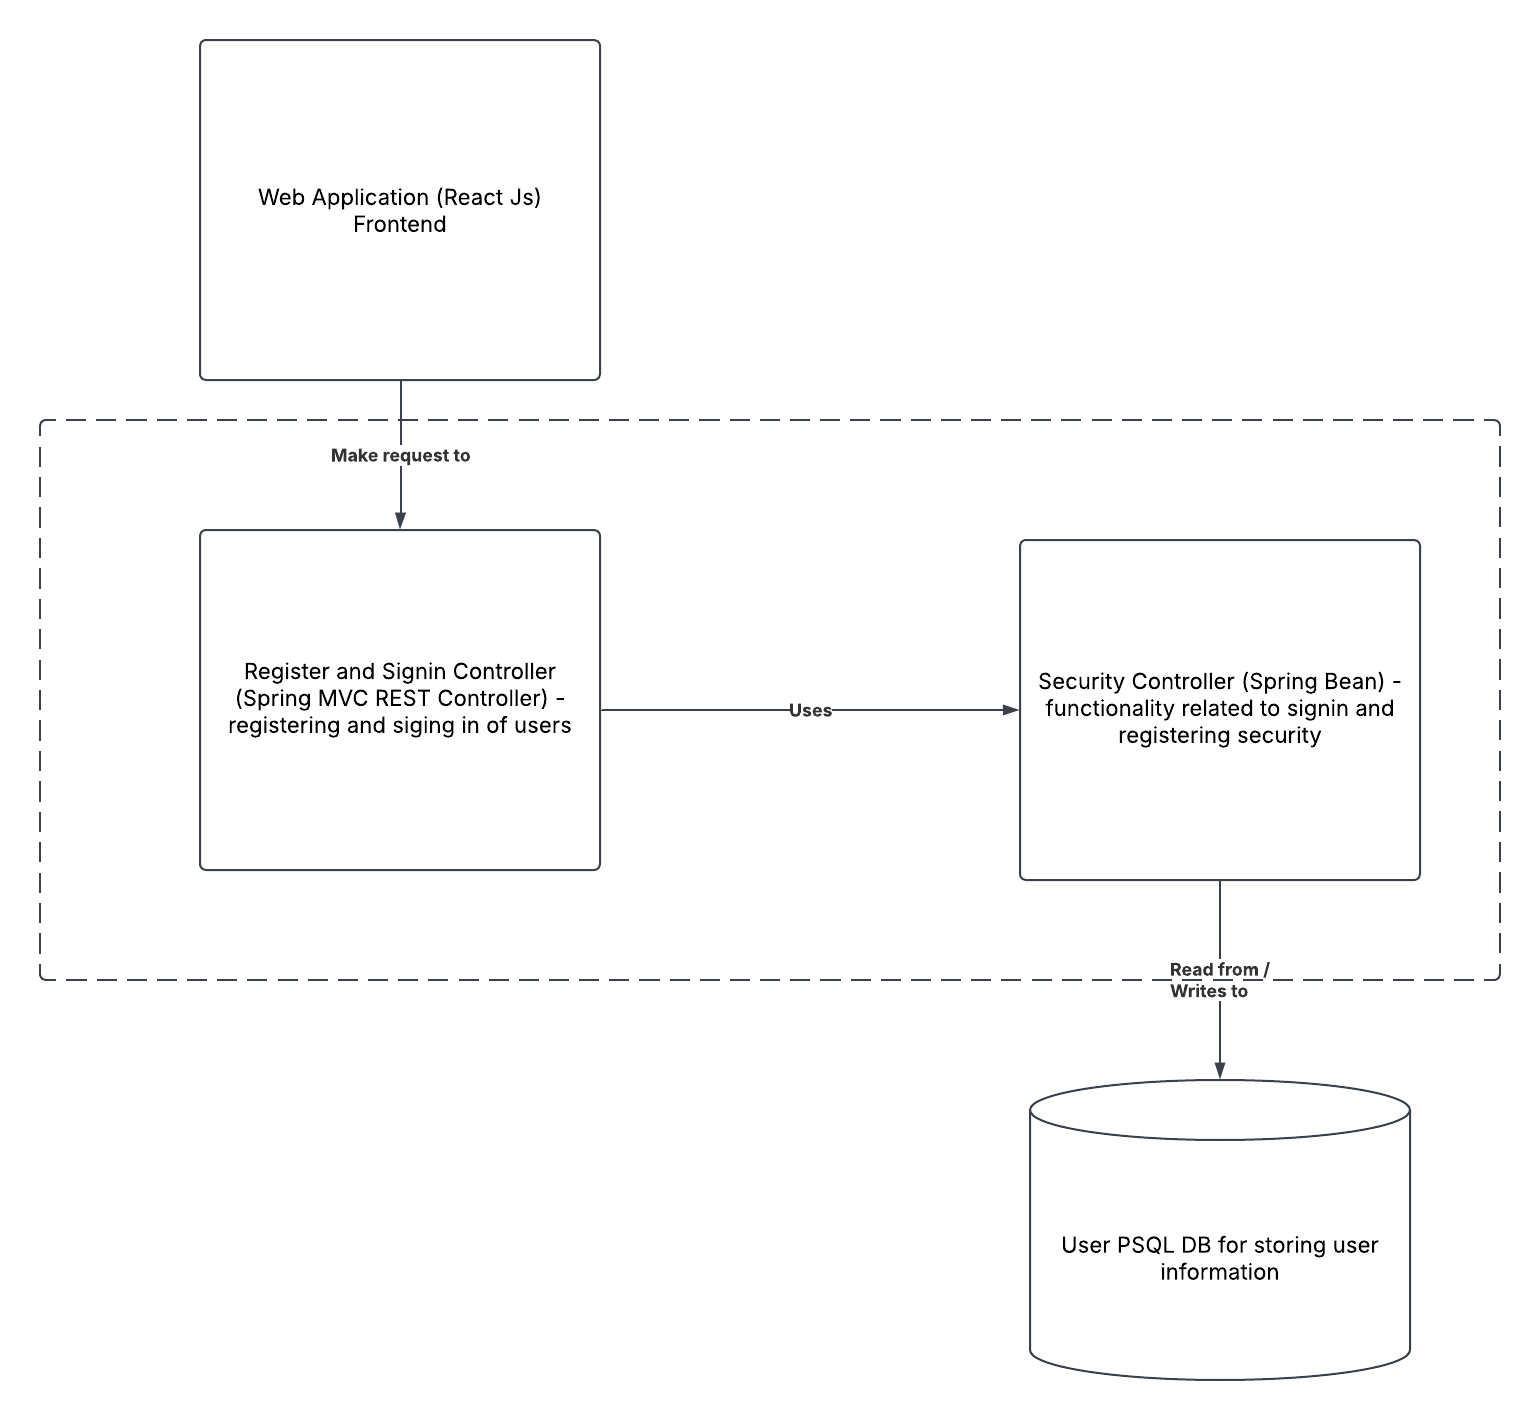 Web Application (React Js)
Frontend
Make request to
Register and Signin Controller
(Spring MVC REST Controller) -
registering and siging in of users
Uses
Security Controller (Spring Bean) -
functionality related to signin and
registering security
Read from /
Writes to
User PSQL DB for storing user
information